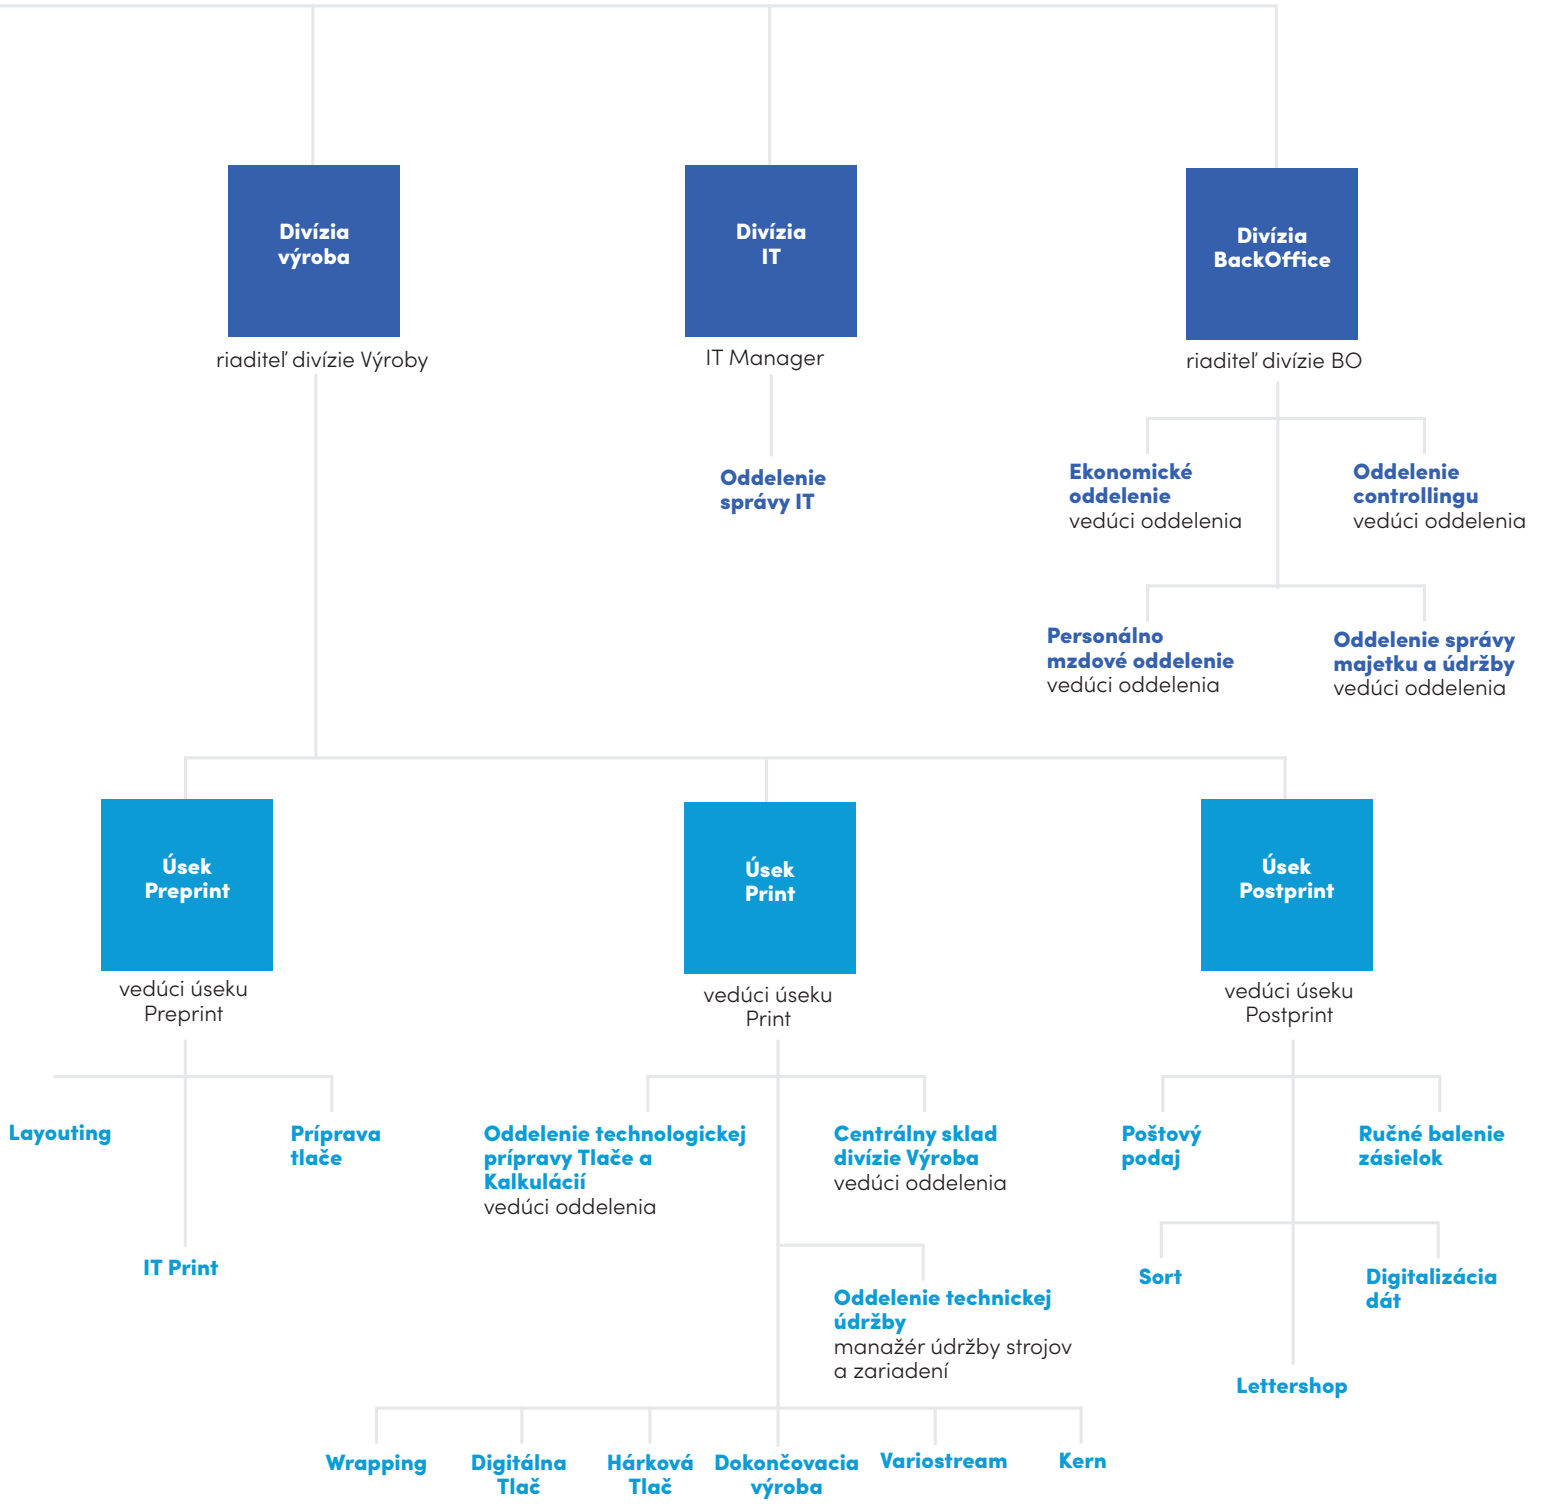 Divízia
výroba
riaditeľ divízie Výroby
Divízia
IT
IT Manager
Oddelenie
správy IT
Divízia
BackOffice
riaditeľ divízie BO
Ekonomické
oddelenie
vedúci oddelenia
Oddelenie
controllingu
vedúci oddelenia
Personálno
mzdové oddelenie
vedúci oddelenia
Oddelenie správy
majetku a údržby
vedúci oddelenia
Úsek
Preprint
vedúci úseku
Preprint
Layouting
Príprava
tlače
IT Print
Úsek
Print
vedúci úseku
Print
Oddelenie technologickej
prípravy Tlače a
Kalkulácií
vedúci oddelenia
Centrálny sklad
divízie Výroba
vedúci oddelenia
Oddelenie technickej
údržby
manažér údržby strojov
a zariadení
Wrapping
Digitálna
Tlač
Hárková
Tlač
Dokončovacia
výroba
Variostream
Kern
Úsek
Postprint
vedúci úseku
Postprint
Poštový
podaj
Ručné balenie
zásielok
Sort
Digitalizácia
dát
Lettershop